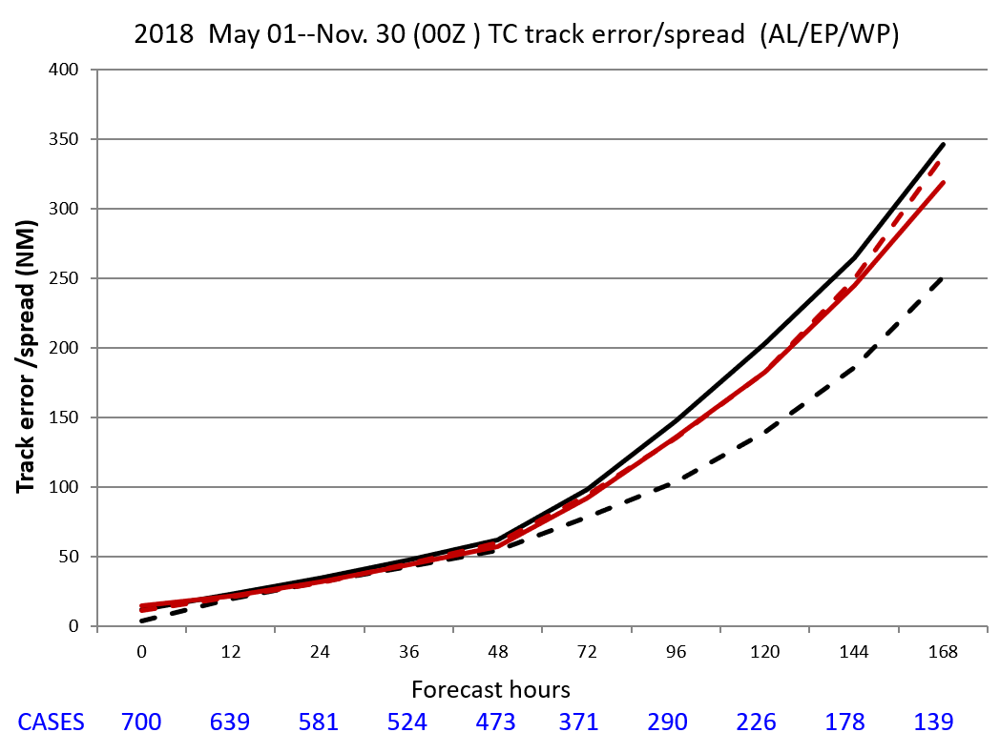 2018  May 01--Nov. 30 (00Z ) TC track error/spread  (AL/EP/WP)
400
350
300
250
200
150
100
50
0
Track error /spread (NM)
0 12 24 36 48 72 96 120 144 168
Forecast hours
CASES 700 639 581 524 473 371 290 226 178 139